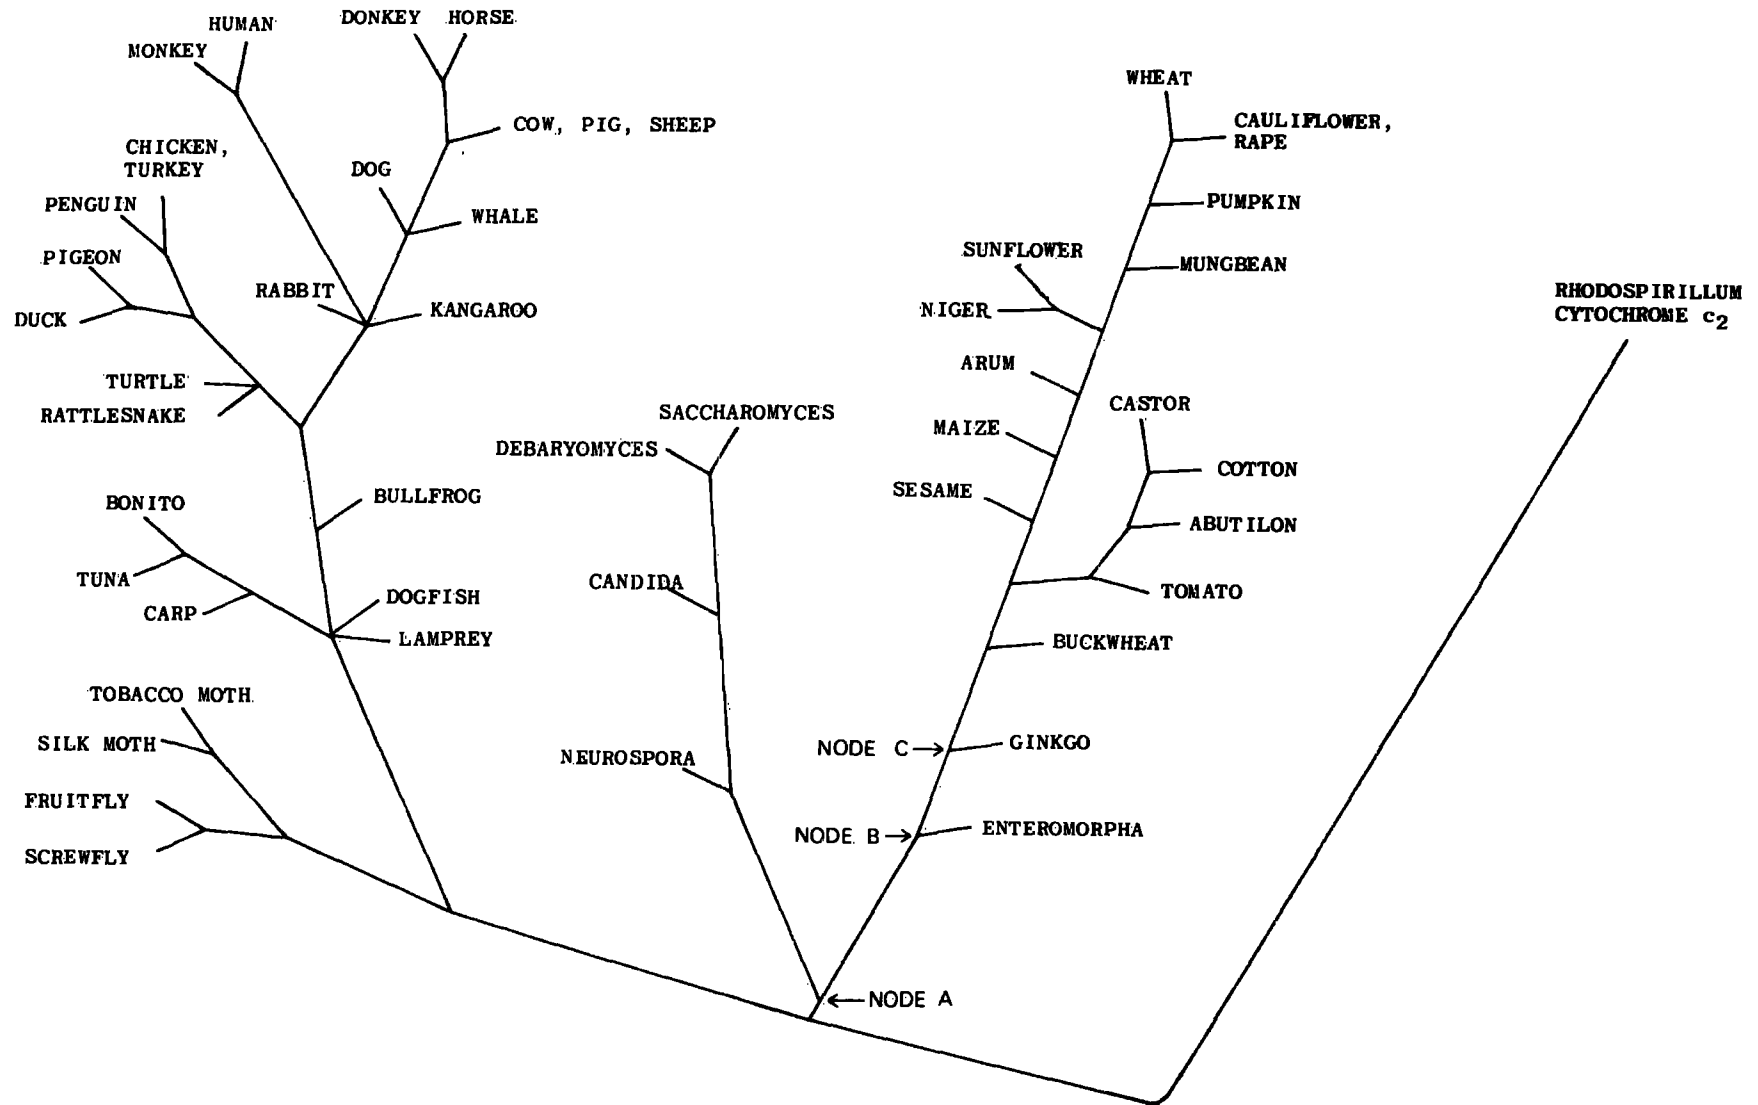 HUMAN
MONKEY
DONKEY HORSE
COW, PIG, SHEEP
CHICKEN,
TURKEY
DOG
PENGUIN
WHALE
PIGEON
RABBIT
KANGAROO
DUCK
TURTLE
RATTLESNAKE
BULLFROG
BONITO
TUNA
CARP
DOGFISH
LAMPREY
TOBACCO MOTH
SILK MOTH
FRUITFLY
SCREWFLY
SACCHAROMYCES
DEBARYOMYCES
CANDIDA
NEUROSPORA
WHEAT
CAULIFLOWER,
RAPE
PUMPKIN
SUNFLOWER
MUNGBEAN
NIGER
ARUM
CASTOR
MAIZE
COTTON
SESAME
ABUTILON
TOMATO
BUCKWHEAT
NODE C
GINKGO
NODE B
ENTEROMORPHA
NODE A
RHODOSPIRILLUM
CYTOCHROME c2